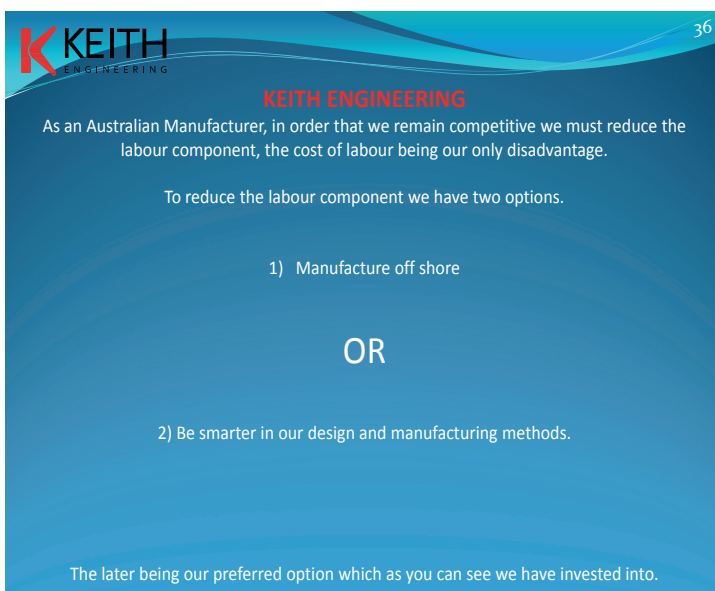 36
KEITH
ENGINEERING
KEITH ENGINEERING
As an Australian Manufacturer, in order that we remain competitive we must reduce the
labour component, the cost of labour being our only disadvantage.
To reduce the labour component we have two options.
1) Manufacture off shore
OR
2) Be smarter in our design and manufacturing methods.
The later being our preferred option which as you can see we have invested into.